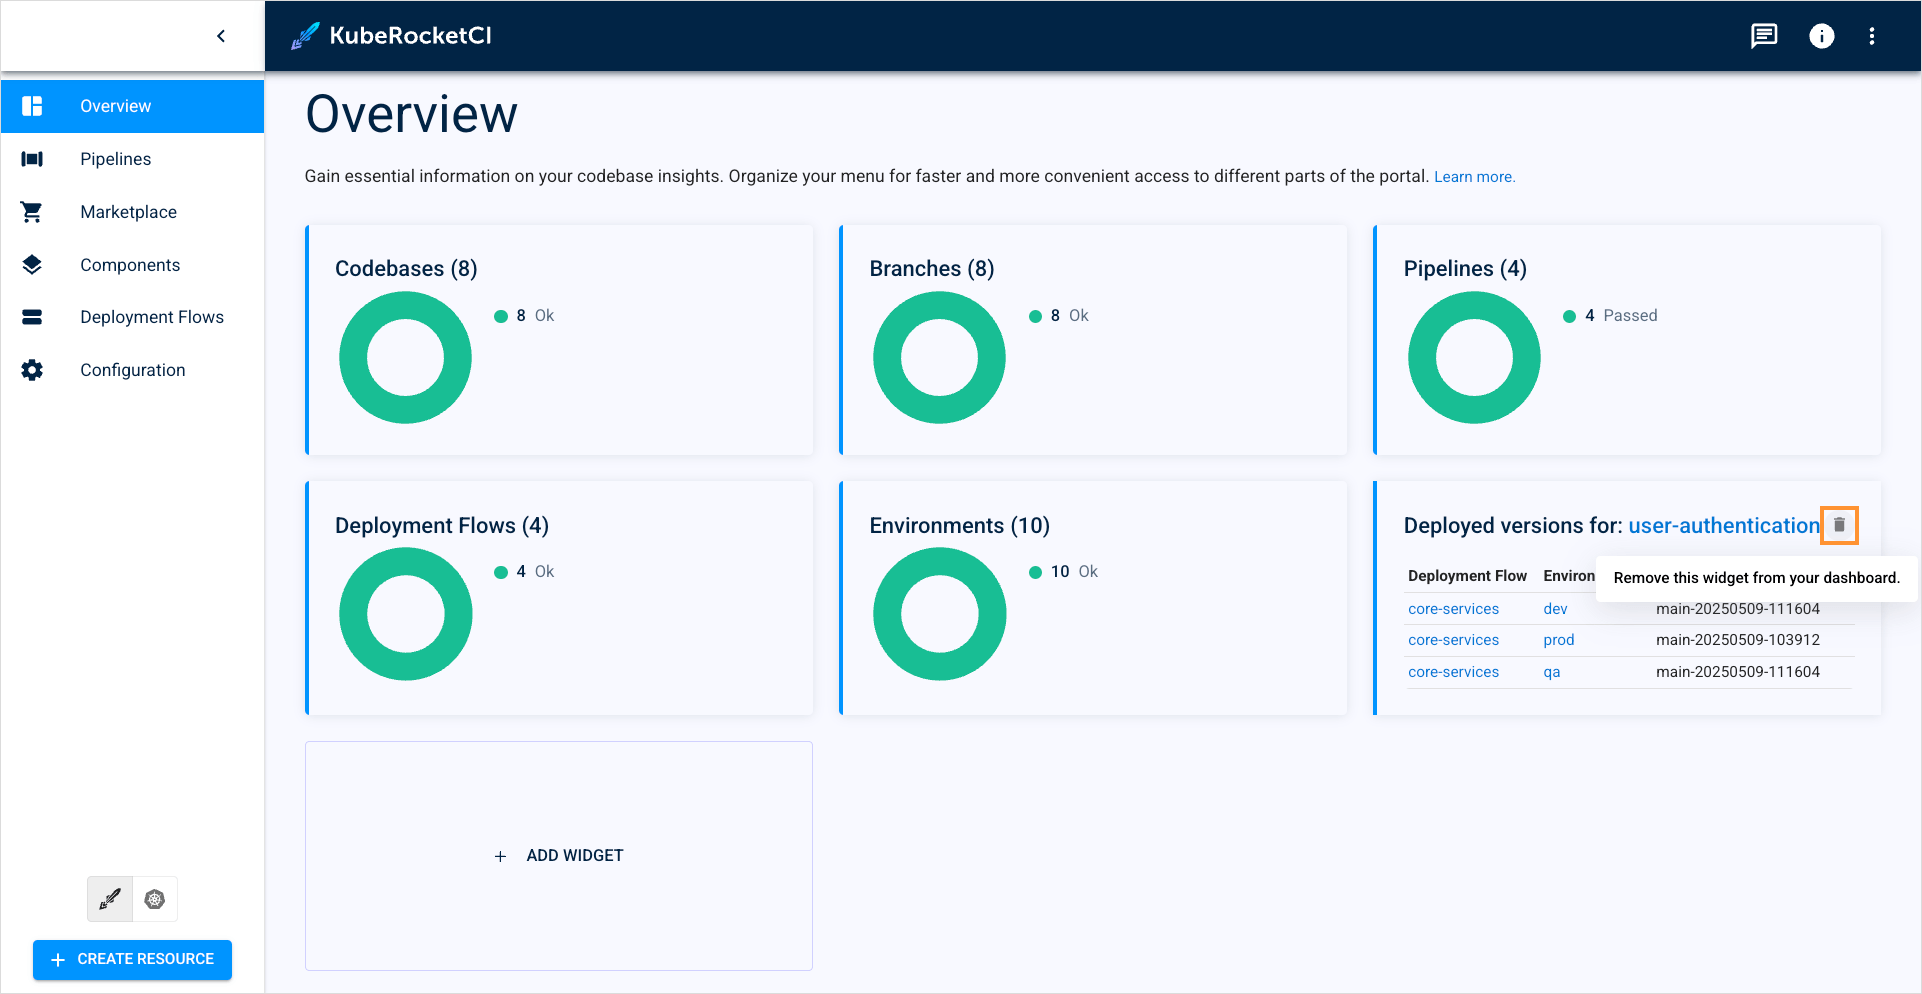 KubeRocketCI
Overview
Pipelines
Marketplace
Components
Deployment Flows
Configuration
CREATE RESOURCE
Overview
Gain essential information on your codebase insights. Organize your menu for faster and more convenient access to different parts of the portal. Learn more.
Codebases (8)
8 Ok
Branches (8)
8 Ok
Pipelines (4)
4 Passed
Deployment Flows (4)
4 Ok
Environments (10)
10 Ok
Deployed versions for: user-authentication
Remove this widget from your dashboard.
Deployment Flow Environ
core-services dev main-20250509-111604
core-services prod main-20250509-103912
core-services qa main-20250509-111604
+ ADD WIDGET